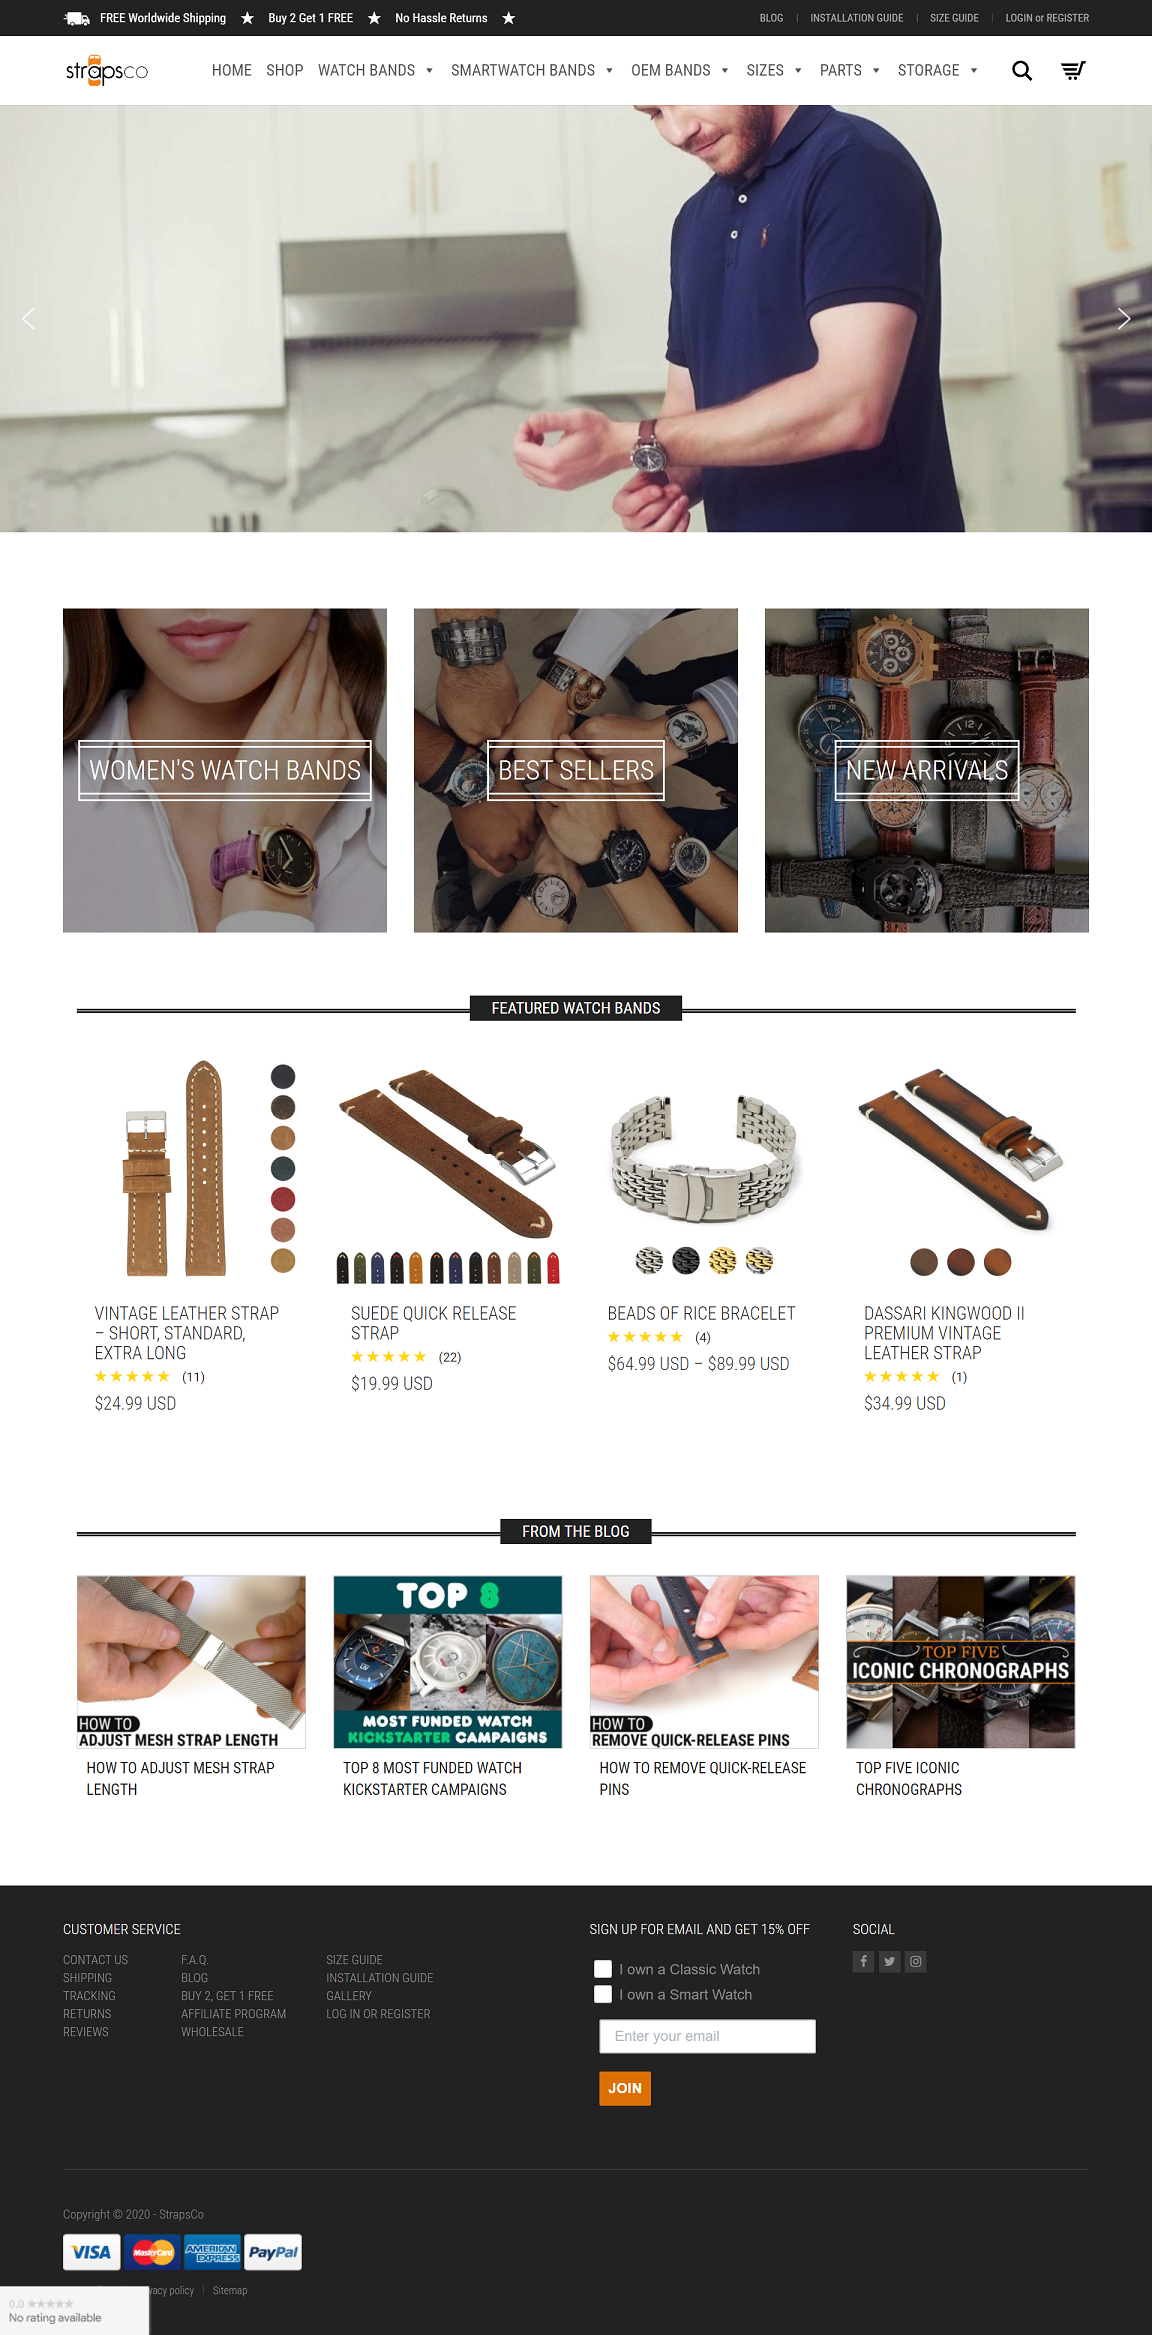 FREE Worldwide Shipping Buy 2 Get 1 FREE No Hassle Returns
BLOG INSTALLATION GUIDE SIZE GUIDE LOGIN or REGISTER
strapsco
HOME SHOP WATCH BANDS SMARTWATCH BANDS OEM BANDS SIZES PARTS STORAGE
WOMEN'S WATCH BANDS
BEST SELLERS
NEW ARRIVALS
FEATURED WATCH BANDS
VINTAGE LEATHER STRAP
– SHORT, STANDARD,
EXTRA LONG
(11)
$24.99 USD
SUEDE QUICK RELEASE
STRAP
(22)
$19.99 USD
BEADS OF RICE BRACELET
(4)
$64.99 USD – $89.99 USD
DASSARI KINGWOOD II
PREMIUM VINTAGE
LEATHER STRAP
(1)
$34.99 USD
FROM THE BLOG
HOW TO
ADJUST MESH STRAP LENGTH
HOW TO ADJUST MESH STRAP
LENGTH
TOP 8
MOST FUNDED WATCH
KICKSTARTER CAMPAIGNS
TOP 8 MOST FUNDED WATCH
KICKSTARTER CAMPAIGNS
HOW TO
REMOVE QUICK-RELEASE PINS
HOW TO REMOVE QUICK-RELEASE
PINS
TOP FIVE
ICONIC CHRONOGRAPHS
TOP FIVE ICONIC
CHRONOGRAPHS
CUSTOMER SERVICE
CONTACT US
SHIPPING
TRACKING
RETURNS
REVIEWS
F.A.Q.
BLOG
BUY 2, GET 1 FREE
AFFILIATE PROGRAM
WHOLESALE
SIZE GUIDE
INSTALLATION GUIDE
GALLERY
LOG IN OR REGISTER
SIGN UP FOR EMAIL AND GET 15% OFF
I own a Classic Watch
I own a Smart Watch
Enter your email
JOIN
SOCIAL
Copyright © 2020 - StrapsCo
VISA MasterCard AMERICAN EXPRESS PayPal
policy Sitemap
0.0
No rating available